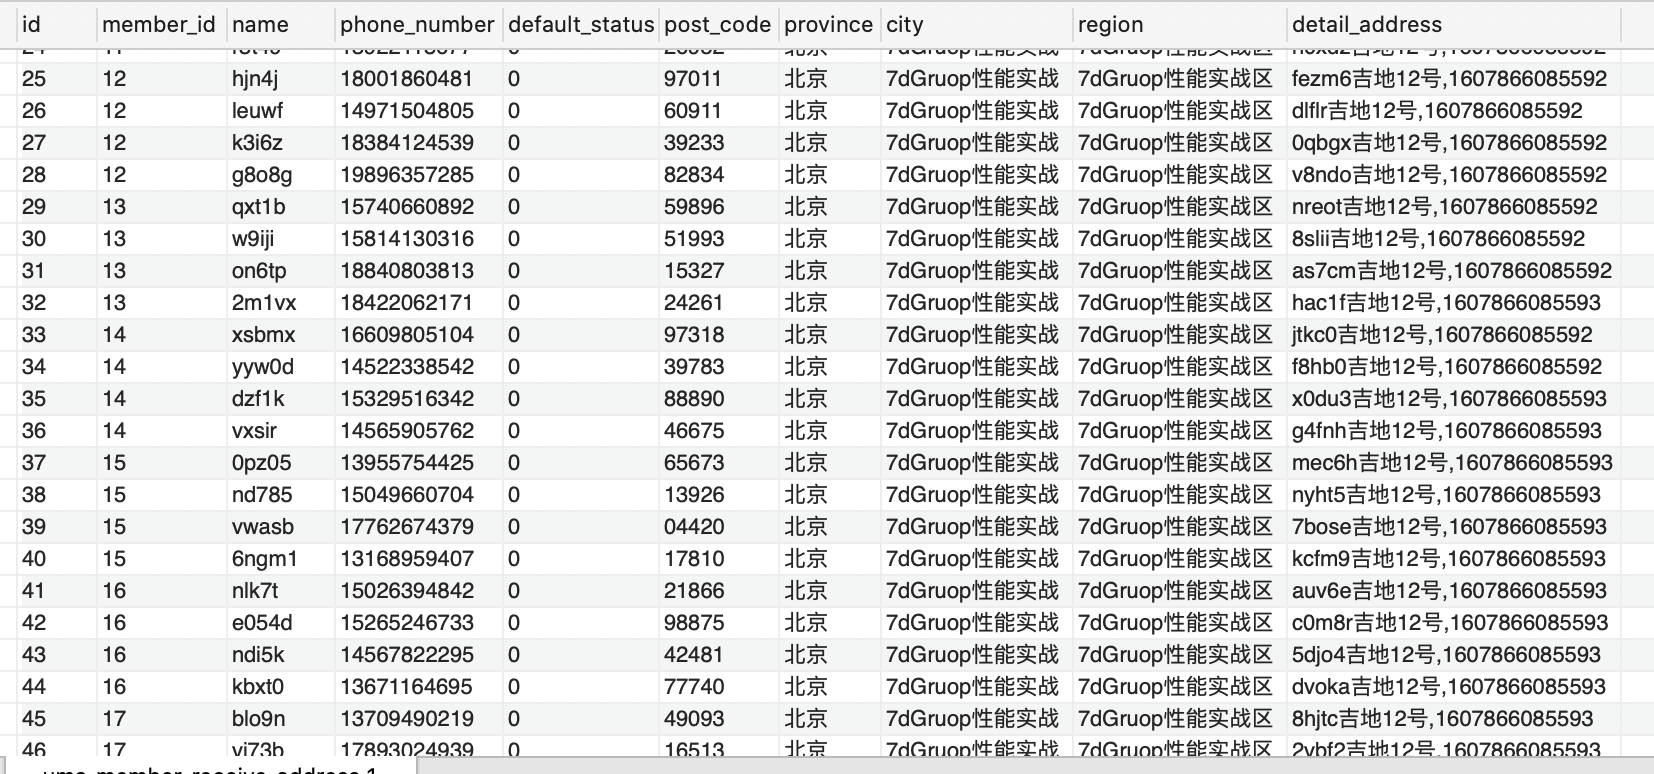 id member_id name phone_number default_status post_code province city region detail_address
25 12 hjn4j 18001860481 0 97011 北京 7dGruop性能实战 7dGruop性能实战区 fezm6吉地12号,1607866085592
26 12 leuwf 14971504805 0 60911 北京 7dGruop性能实战 7dGruop性能实战区 dlflr吉地12号,1607866085592
27 12 k3i6z 18384124539 0 39233 北京 7dGruop性能实战 7dGruop性能实战区 0qbgx吉地12号,1607866085592
28 12 g8o8g 19896357285 0 82834 北京 7dGruop性能实战 7dGruop性能实战区 v8ndo吉地12号,1607866085592
29 13 qxt1b 15740660892 0 59896 北京 7dGruop性能实战 7dGruop性能实战区 nreot吉地12号,1607866085592
30 13 w9iji 15814130316 0 51993 北京 7dGruop性能实战 7dGruop性能实战区 8slii吉地12号,1607866085592
31 13 on6tp 18840803813 0 15327 北京 7dGruop性能实战 7dGruop性能实战区 as7cm吉地12号,1607866085592
32 13 2m1vx 18422062171 0 24261 北京 7dGruop性能实战 7dGruop性能实战区 hac1f吉地12号,1607866085593
33 14 xsbmx 16609805104 0 97318 北京 7dGruop性能实战 7dGruop性能实战区 jtkc0吉地12号,1607866085592
34 14 yyw0d 14522338542 0 39783 北京 7dGruop性能实战 7dGruop性能实战区 f8hb0吉地12号,1607866085592
35 14 dzf1k 15329516342 0 88890 北京 7dGruop性能实战 7dGruop性能实战区 x0du3吉地12号,1607866085593
36 14 vxsir 14565905762 0 46675 北京 7dGruop性能实战 7dGruop性能实战区 g4fnh吉地12号,1607866085593
37 15 0pz05 13955754425 0 65673 北京 7dGruop性能实战 7dGruop性能实战区 mec6h吉地12号,1607866085593
38 15 nd785 15049660704 0 13926 北京 7dGruop性能实战 7dGruop性能实战区 nyht5吉地12号,1607866085593
39 15 vwasb 17762674379 0 04420 北京 7dGruop性能实战 7dGruop性能实战区 7bose吉地12号,1607866085593
40 15 6ngm1 13168959407 0 17810 北京 7dGruop性能实战 7dGruop性能实战区 kcfm9吉地12号,1607866085593
41 16 nlk7t 15026394842 0 21866 北京 7dGruop性能实战 7dGruop性能实战区 auv6e吉地12号,1607866085593
42 16 e054d 15265246733 0 98875 北京 7dGruop性能实战 7dGruop性能实战区 c0m8r吉地12号,1607866085593
43 16 ndi5k 14567822295 0 42481 北京 7dGruop性能实战 7dGruop性能实战区 5djo4吉地12号,1607866085593
44 16 kbxt0 13671164695 0 77740 北京 7dGruop性能实战 7dGruop性能实战区 dvoka吉地12号,1607866085593
45 17 blo9n 13709490219 0 49093 北京 7dGruop性能实战 7dGruop性能实战区 8hjtc吉地12号,1607866085593
46 17 17893024939 0 16513 北京 7dGruop性能实战 7dGruop性能实战区